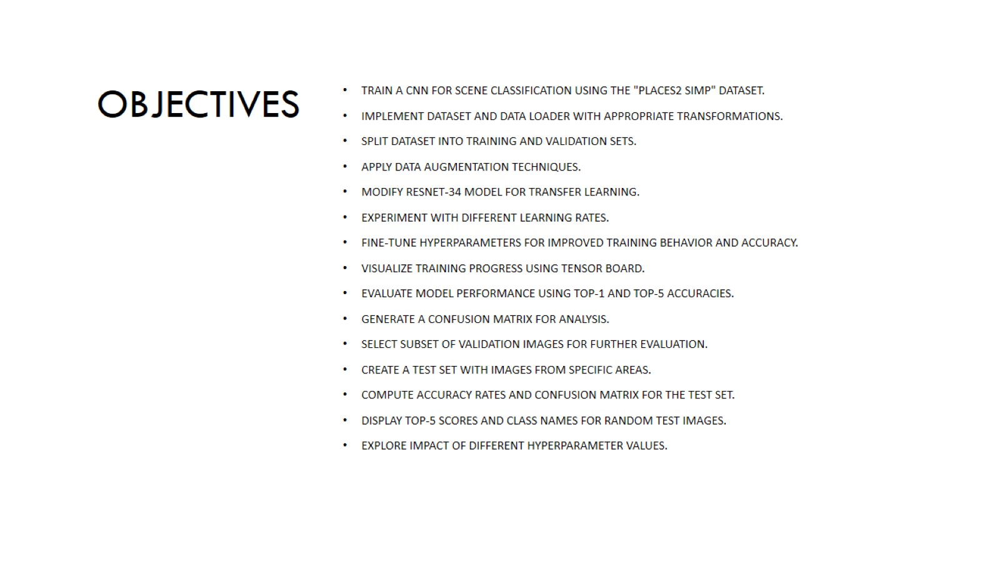 OBJECTIVES
• TRAIN A CNN FOR SCENE CLASSIFICATION USING THE "PLACES2 SIMP" DATASET.
• IMPLEMENT DATASET AND DATA LOADER WITH APPROPRIATE TRANSFORMATIONS.
• SPLIT DATASET INTO TRAINING AND VALIDATION SETS.
• APPLY DATA AUGMENTATION TECHNIQUES.
• MODIFY RESNET-34 MODEL FOR TRANSFER LEARNING.
• EXPERIMENT WITH DIFFERENT LEARNING RATES.
• FINE-TUNE HYPERPARAMETERS FOR IMPROVED TRAINING BEHAVIOR AND ACCURACY.
• VISUALIZE TRAINING PROGRESS USING TENSOR BOARD.
• EVALUATE MODEL PERFORMANCE USING TOP-1 AND TOP-5 ACCURACIES.
• GENERATE A CONFUSION MATRIX FOR ANALYSIS.
• SELECT SUBSET OF VALIDATION IMAGES FOR FURTHER EVALUATION.
• CREATE A TEST SET WITH IMAGES FROM SPECIFIC AREAS.
• COMPUTE ACCURACY RATES AND CONFUSION MATRIX FOR THE TEST SET.
• DISPLAY TOP-5 SCORES AND CLASS NAMES FOR RANDOM TEST IMAGES.
• EXPLORE IMPACT OF DIFFERENT HYPERPARAMETER VALUES.